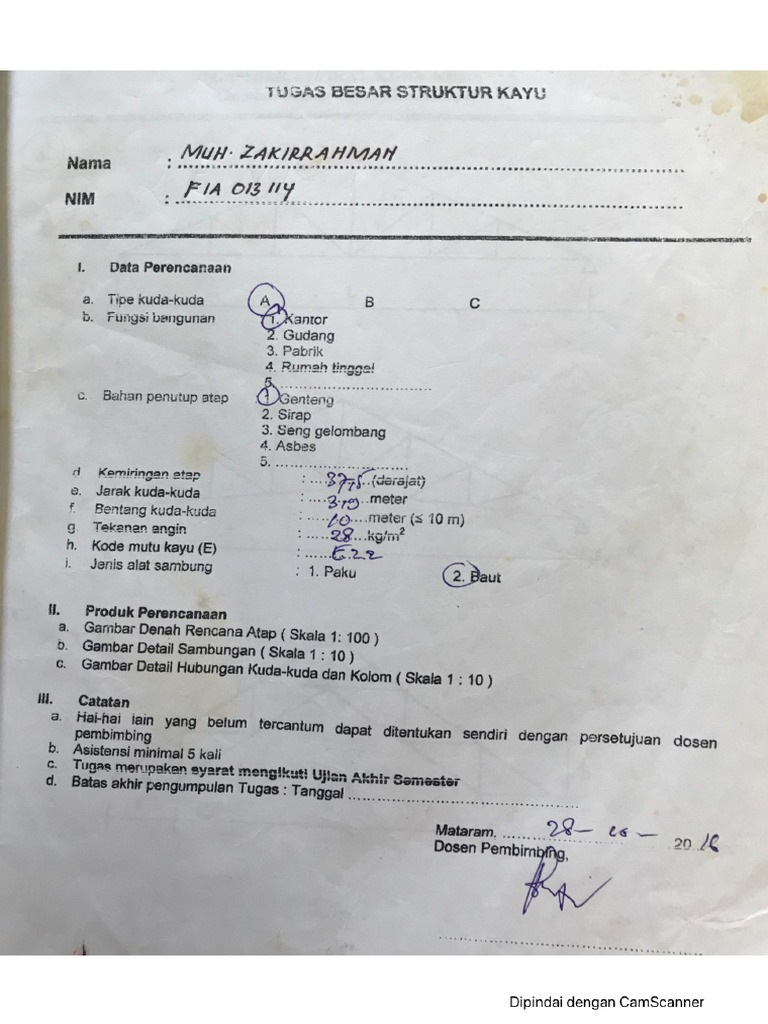 TUGAS BESAR STRUKTUR KAYU
Nama : MUH. ZAKIRRAHMAN
NIM : F1A 013 114
I. Data Perencanaan
a. Tipe kuda-kuda A B C
b. Fungsi bangunan 1. Kantor
2. Gudang
3. Pabrik
4. Rumah tinggal
5. ................................
c. Bahan penutup atap 1 Genteng
2. Sirap
3. Seng gelombang
4. Asbes
5. ............................
d Kemiringan atap : ....37,5..(darajat)
e. Jarak kuda-kuda : ....meter
f. Bentang kuda-kuda : ......10....meter (≤ 10 m)
g. Tekanan angin : ......28...kg/m²
h. Kode mutu kayu (E) : ......E22
i. Jenis alat sambung : 1. Paku 2. Baut
II. Produk Perencanaan
a. Gambar Denah Rencana Atap ( Skala 1: 100 )
b. Gambar Detail Sambungan ( Skala 1 : 10 )
c. Gambar Detail Hubungan Kuda-kuda dan Kolom ( Skala 1 : 10 )
III. Catatan
a. Hal-hal lain yang belum tercantum dapat ditentukan sendiri dengan persetujuan dosen
pembimbing
b. Asistensi minimal 5 kali
c. Tugas merupakan syarat mengikuti Ujian Akhir Semester
d. Batas akhir pengumpulan Tugas : Tanggal ..........................................
Mataram, ......... 28 - - 2016
Dosen Pembimbing,
Dipindai dengan CamScanner